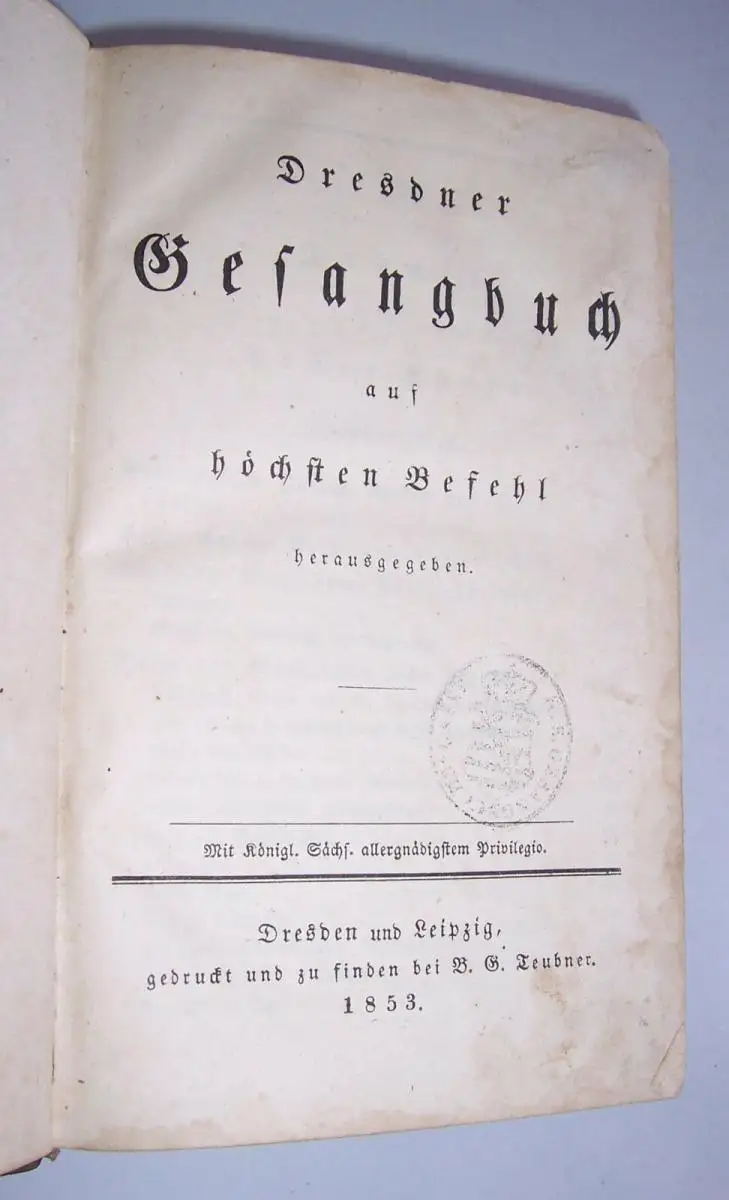 Dresdner
Geſangbuch
auf
höchſten Befehl
herausgegeben.
Mit Königl. Sächſ. allergnädigſtem Privilegio.
Dresden und Leipzig,
gedruckt und zu finden bei B. G. Teubner.
1853.